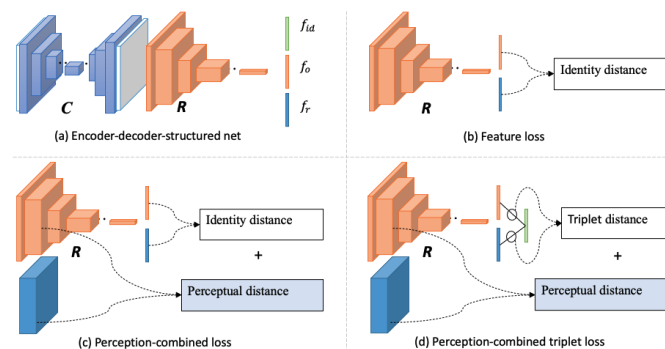 f_id
f_o
f_r
C
R
(a) Encoder-decoder-structured net
R
Identity distance
(b) Feature loss
R
Identity distance
+
Perceptual distance
(c) Perception-combined loss
R
Triplet distance
+
Perceptual distance
(d) Perception-combined triplet loss